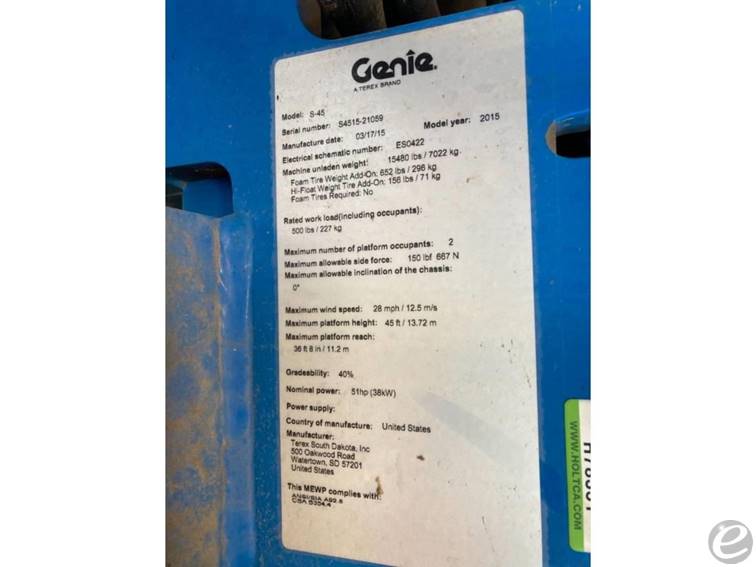 Genie.
A TEREX BRAND
Model: S-45
Serial number: S4515-21059
Manufacture date: 03/17/15 Model year: 2015
Electrical schematic number: ES0422
Machine unladen weight: 15480 lbs / 7022 kg
Foam Tire Weight Add-On: 652 lbs / 296 kg
Hi-Float Weight Tire Add-On: 156 lbs / 71 kg
Foam Tires Required: No
Rated work load(including occupants):
500 lbs / 227 kg
Maximum number of platform occupants: 2
Maximum allowable side force: 150 lbf 667 N
Maximum allowable inclination of the chassis:
0°
Maximum wind speed: 28 mph / 12.5 m/s
Maximum platform height: 45 ft / 13.72 m
Maximum platform reach:
36 ft 8 in / 11.2 m
Gradeability: 40%
Nominal power: 51hp (38kW)
Power supply:
Country of manufacture: United States
Manufacturer:
Terex South Dakota, Inc
500 Oakwood Road
Watertown, SD 57201
United States
This MEWP complies with:
CSA B354.4
WWW.HOLTCA.COM
e